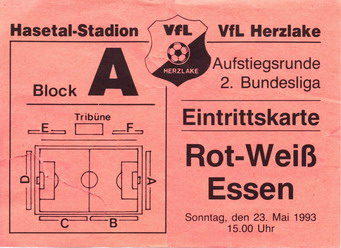 Hasetal-Stadion
VfL
VfL Herzlake
HERZLAKE
Aufstiegsrunde
2. Bundesliga
Block A
Eintrittskarte
Tribüne
E
F
Rot-Weiß
Essen
D
A
C
B
Sonntag, den 23. Mai 1993
15.00 Uhr